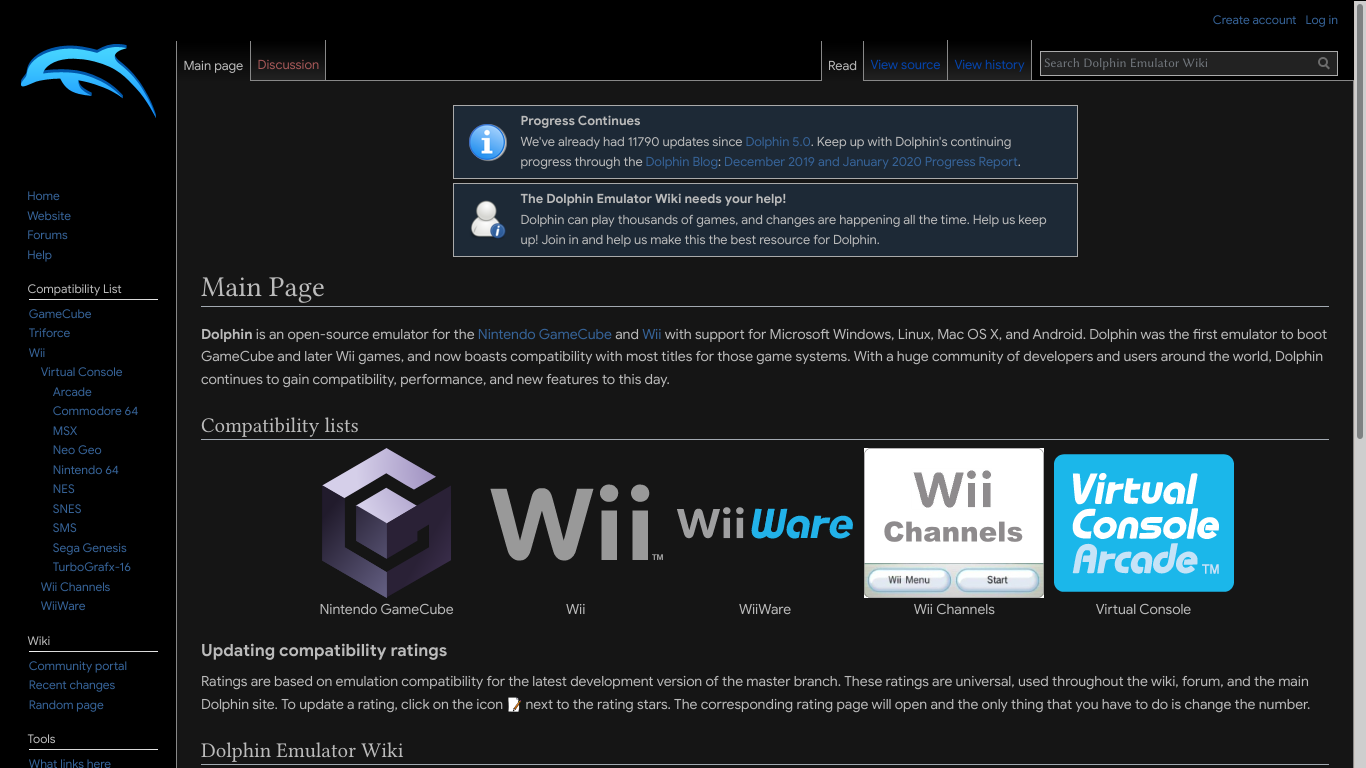 Create account Log in
Main page Discussion Read View source View history Search Dolphin Emulator Wiki
Home
Website
Forums
Help
Compatibility List
GameCube
Triforce
Wii
Virtual Console
Arcade
Commodore 64
MSX
Neo Geo
Nintendo 64
NES
SNES
SMS
Sega Genesis
TurboGrafx-16
Wii Channels
WiiWare
Wiki
Community portal
Recent changes
Random page
Tools
What links here
Progress Continues
We've already had 11790 updates since Dolphin 5.0. Keep up with Dolphin's continuing
progress through the Dolphin Blog: December 2019 and January 2020 Progress Report.
The Dolphin Emulator Wiki needs your help!
Dolphin can play thousands of games, and changes are happening all the time. Help us keep
up! Join in and help us make this the best resource for Dolphin.
Main Page
Dolphin is an open-source emulator for the Nintendo GameCube and Wii with support for Microsoft Windows, Linux, Mac OS X, and Android. Dolphin was the first emulator to boot
GameCube and later Wii games, and now boasts compatibility with most titles for those game systems. With a huge community of developers and users around the world, Dolphin
continues to gain compatibility, performance, and new features to this day.
Compatibility lists
Wii™
WiiWare
Wii
Channels
Wii Menu Start
Virtual
Console
Arcade™
Nintendo GameCube Wii WiiWare Wii Channels Virtual Console
Updating compatibility ratings
Ratings are based on emulation compatibility for the latest development version of the master branch. These ratings are universal, used throughout the wiki, forum, and the main
Dolphin site. To update a rating, click on the icon next to the rating stars. The corresponding rating page will open and the only thing that you have to do is change the number.
Dolphin Emulator Wiki